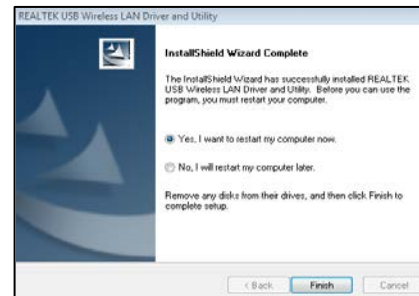 REALTEK USB Wireless LAN Driver and Utility
InstallShield Wizard Complete
The InstallShield Wizard has successfully installed REALTEK
USB Wireless LAN Driver and Utility. Before you can use the
program, you must restart your computer.
Yes, I want to restart my computer now.
No, I will restart my computer later.
Remove any disks from their drives, and then click Finish to
complete setup.
< Back
Finish
Cancel